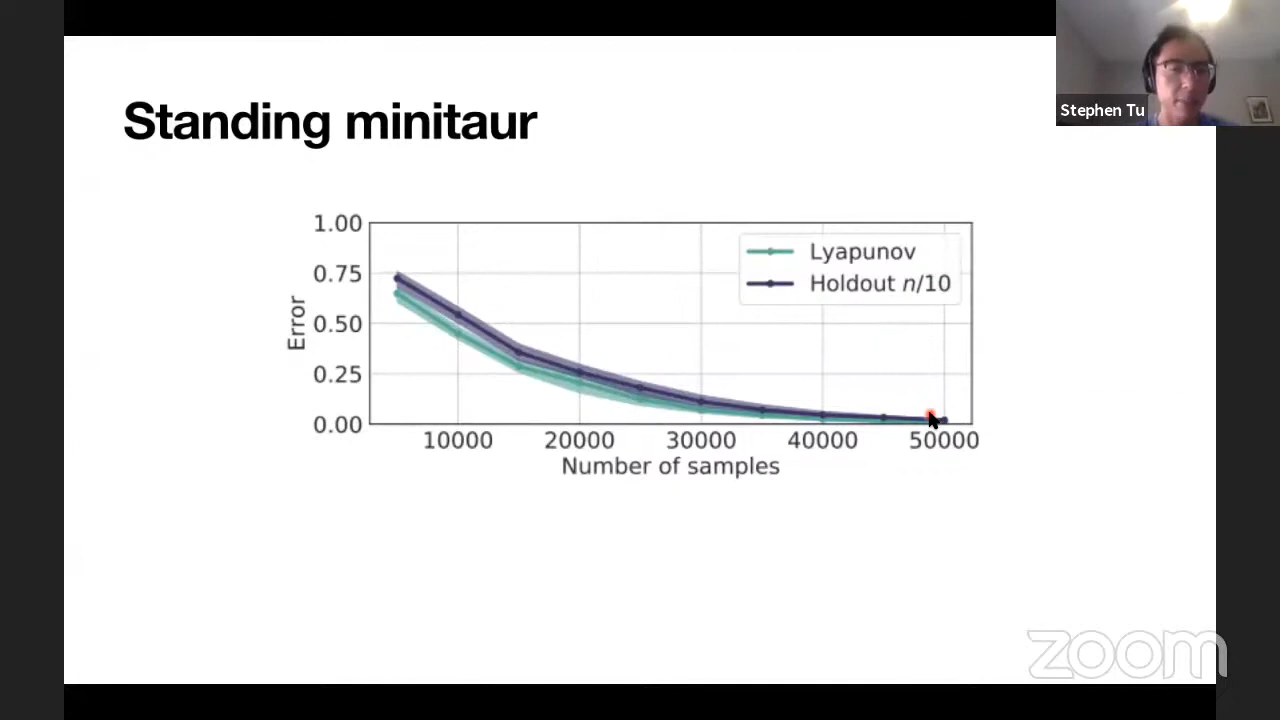 Stephen Tu
Standing minitaur
1.00
0.75
0.50
0.25
0.00
Error
Lyapunov
Holdout n/10
10000 20000 30000 40000 50000
Number of samples
zoom